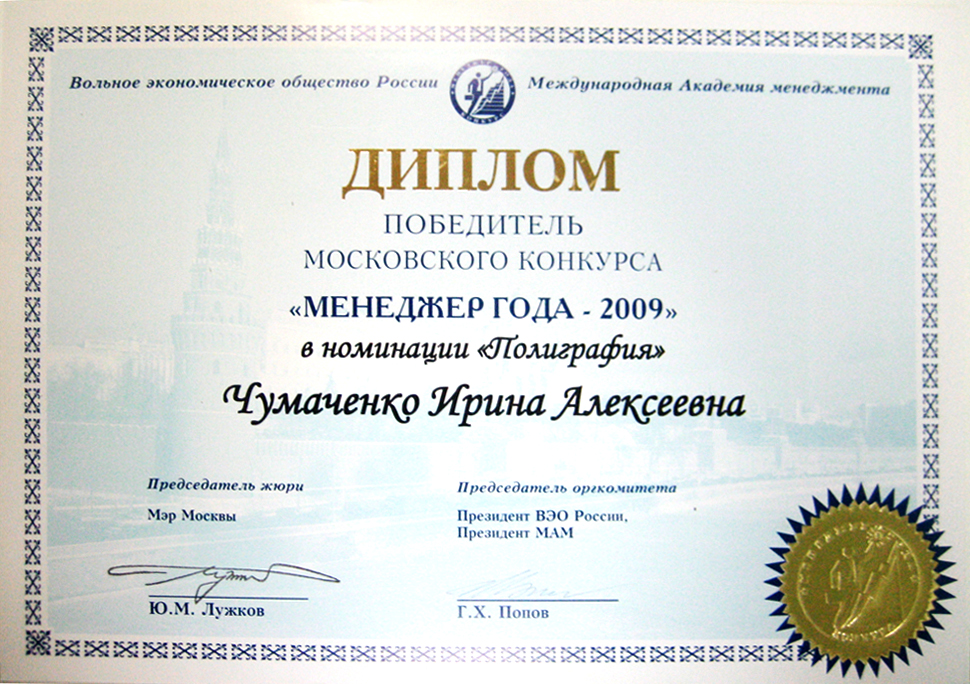 Вольное экономическое общество России Международная Академия менеджмента
ДИПЛОМ
ПОБЕДИТЕЛЬ
МОСКОВСКОГО КОНКУРСА
«МЕНЕДЖЕР ГОДА - 2009»
в номинации «Полиграфия»
Чумаченко Ирина Алексеевна
Председатель жюри
Мэр Москвы
Ю.М. Лужков
Председатель оргкомитета
Президент ВЭО России,
Президент МАМ
Г.Х. Попов
КОНКУРС